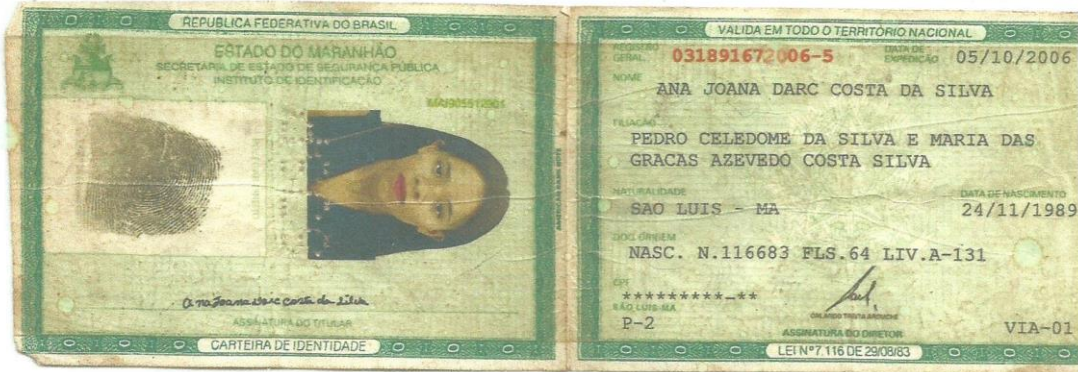 REPÚBLICA FEDERATIVA DO BRASIL
ESTADO DO MARANHÃO
SECRETARIA DE ESTADO DE SEGURANÇA PÚBLICA
INSTITUTO DE IDENTIFICAÇÃO
Ana Joana Darc Costa da Silva
ASSINATURA DO TITULAR
CARTEIRA DE IDENTIDADE
VALIDA EM TODO O TERRITÓRIO NACIONAL
REGISTRO GERAL 031891672006-5 DATA DE EXPEDIÇÃO 05/10/2006
NOME
ANA JOANA DARC COSTA DA SILVA
FILIAÇÃO
PEDRO CELEDOME DA SILVA E MARIA DAS
GRACAS AZEVEDO COSTA SILVA
NATURALIDADE DATA DE NASCIMENTO
SAO LUIS - MA 24/11/1989
DOC. ORIGEM
NASC. N.116683 FLS.64 LIV.A-131
CPF
*********-**
SÃO LUIS-MA
P-2 VIA-01
ASSINATURA DO DIRETOR
LEI Nº 7.116 DE 29/08/83